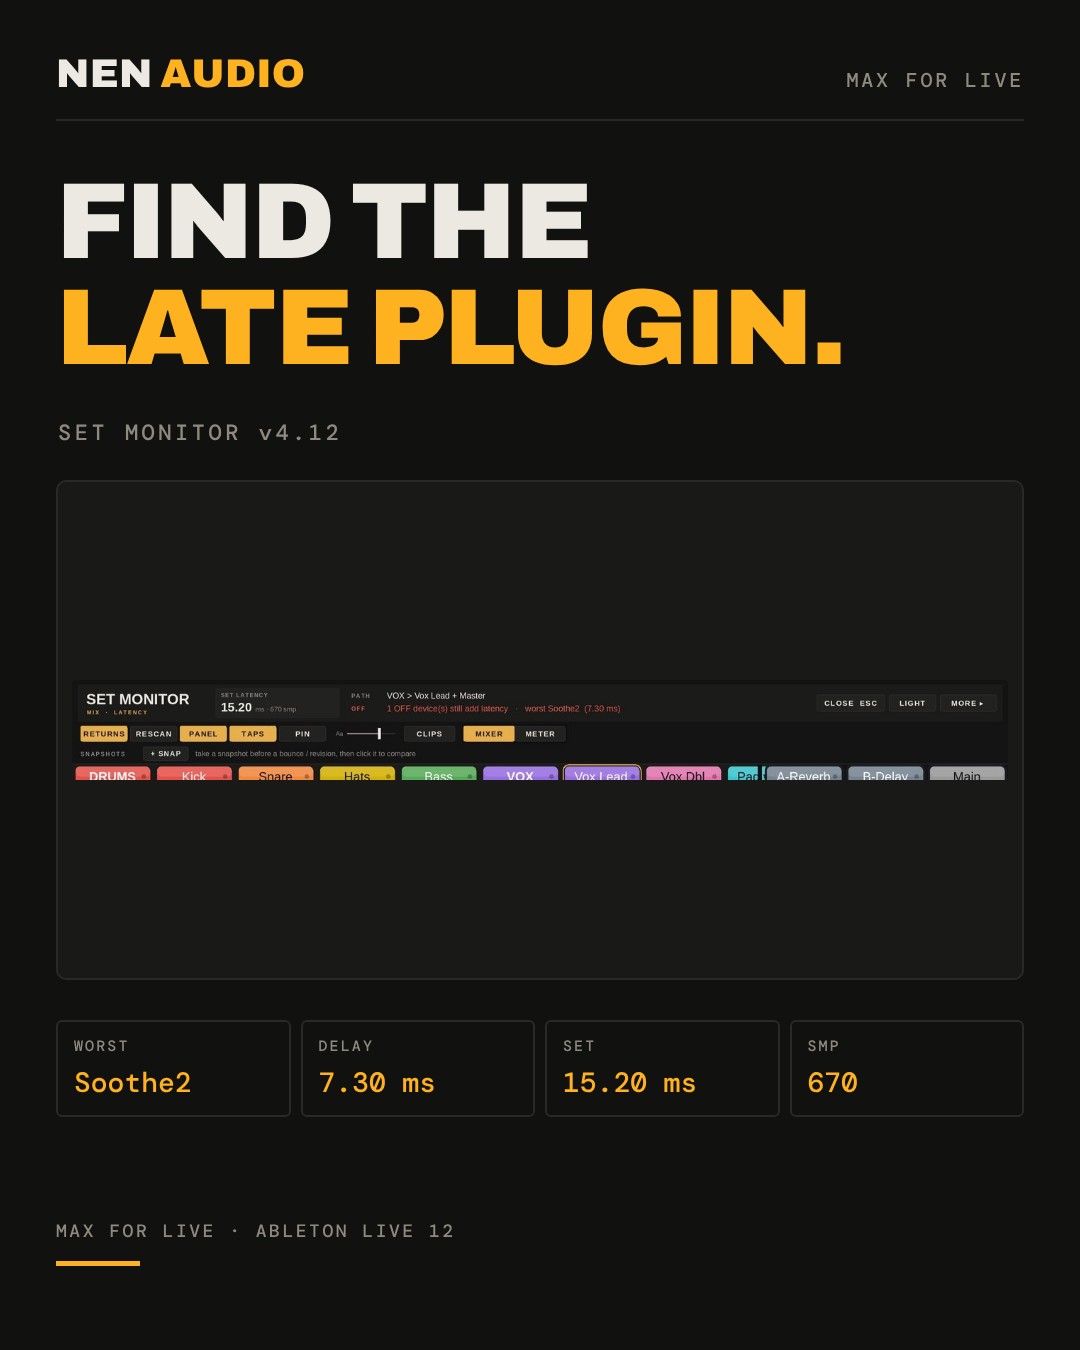 NEN AUDIO
MAX FOR LIVE
FIND THE
LATE PLUGIN.
SET MONITOR v4.12
SET MONITOR
MIX · LATENCY
SET LATENCY
15.20 ms · 670 smp
PATH VOX > Vox Lead + Master
OFF 1 OFF device(s) still add latency · worst Soothe2 (7.30 ms)
CLOSE ESC LIGHT MORE ▸
RETURNS RESCAN PANEL TAPS PIN Aa CLIPS MIXER METER
SNAPSHOTS + SNAP take a snapshot before a bounce / revision, then click it to compare
DRUMS Kick Snare Hats Bass VOX Vox Lead Vox Dbl A-Reverb B-Delay Main
WORST DELAY SET SMP
Soothe2 7.30 ms 15.20 ms 670
MAX FOR LIVE · ABLETON LIVE 12